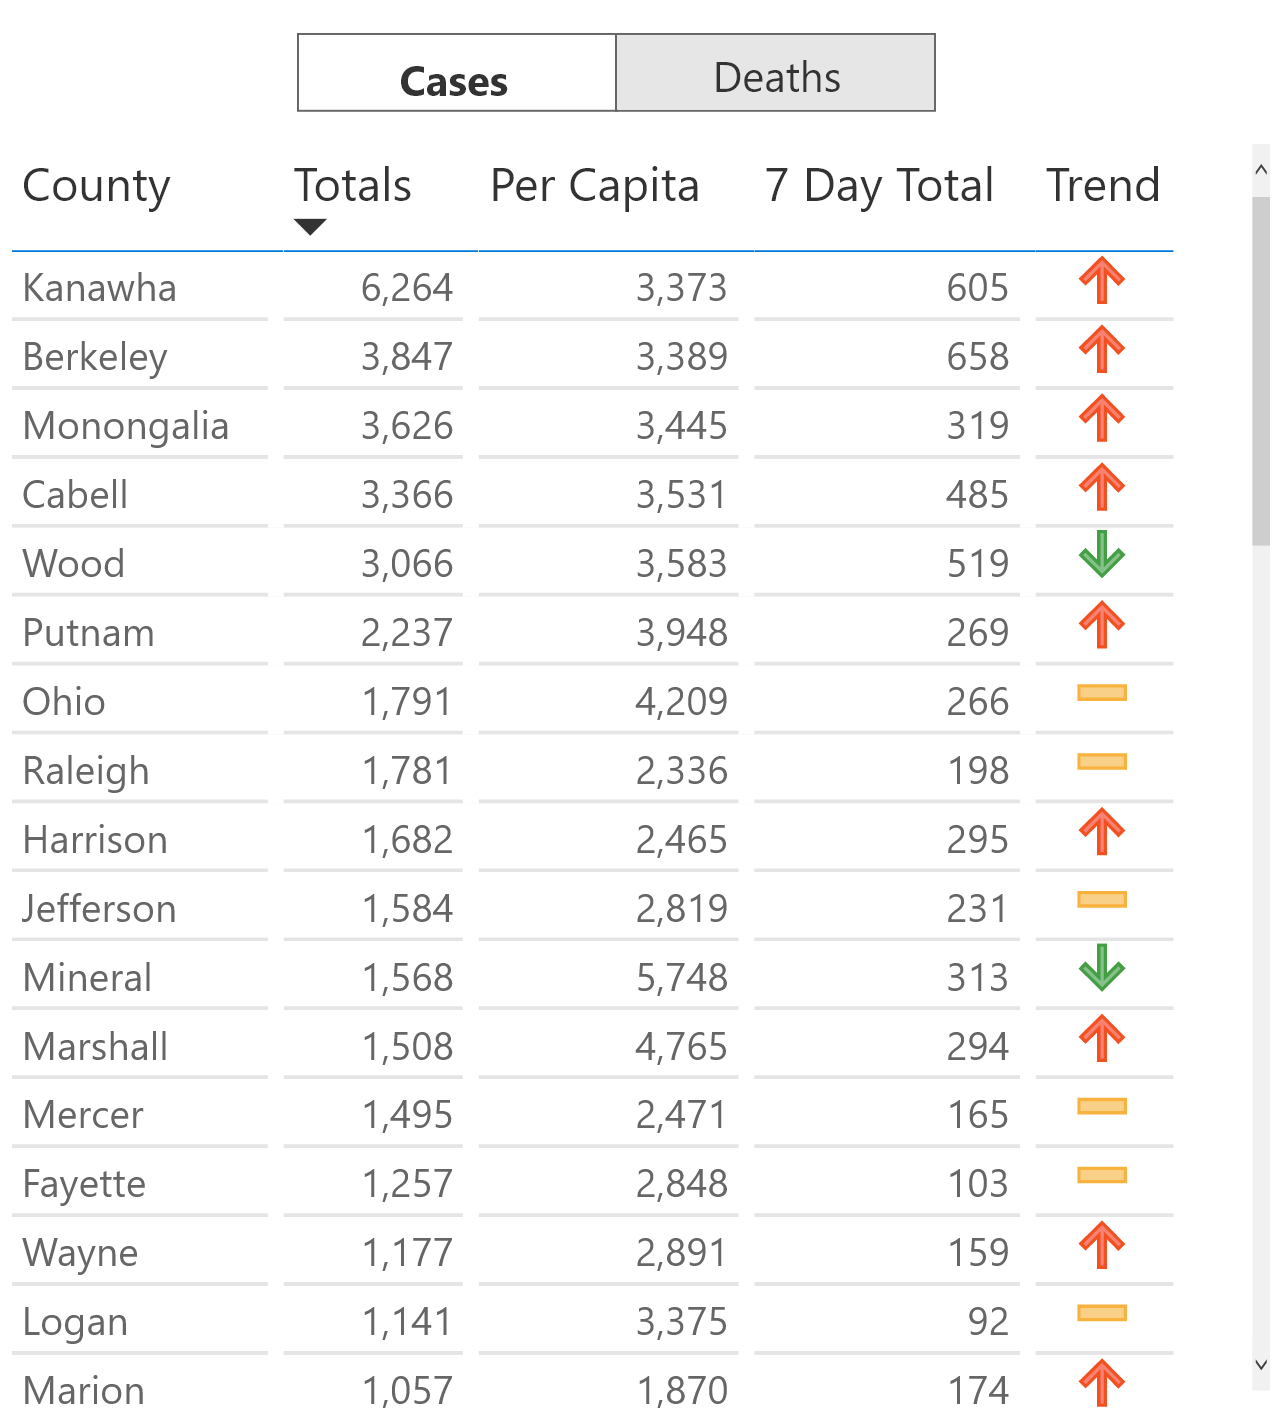 Cases Deaths
County Totals Per Capita 7 Day Total Trend
Kanawha 6,264 3,373 605
Berkeley 3,847 3,389 658
Monongalia 3,626 3,445 319
Cabell 3,366 3,531 485
Wood 3,066 3,583 519
Putnam 2,237 3,948 269
Ohio 1,791 4,209 266
Raleigh 1,781 2,336 198
Harrison 1,682 2,465 295
Jefferson 1,584 2,819 231
Mineral 1,568 5,748 313
Marshall 1,508 4,765 294
Mercer 1,495 2,471 165
Fayette 1,257 2,848 103
Wayne 1,177 2,891 159
Logan 1,141 3,375 92
Marion 1,057 1,870 174